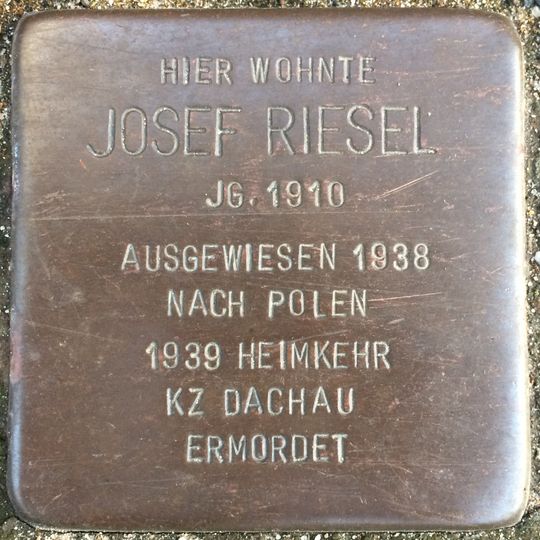 HIER WOHNTE
JOSEF RIESEL
JG. 1910
AUSGEWIESEN 1938
NACH POLEN
1939 HEIMKEHR
KZ DACHAU
ERMORDET